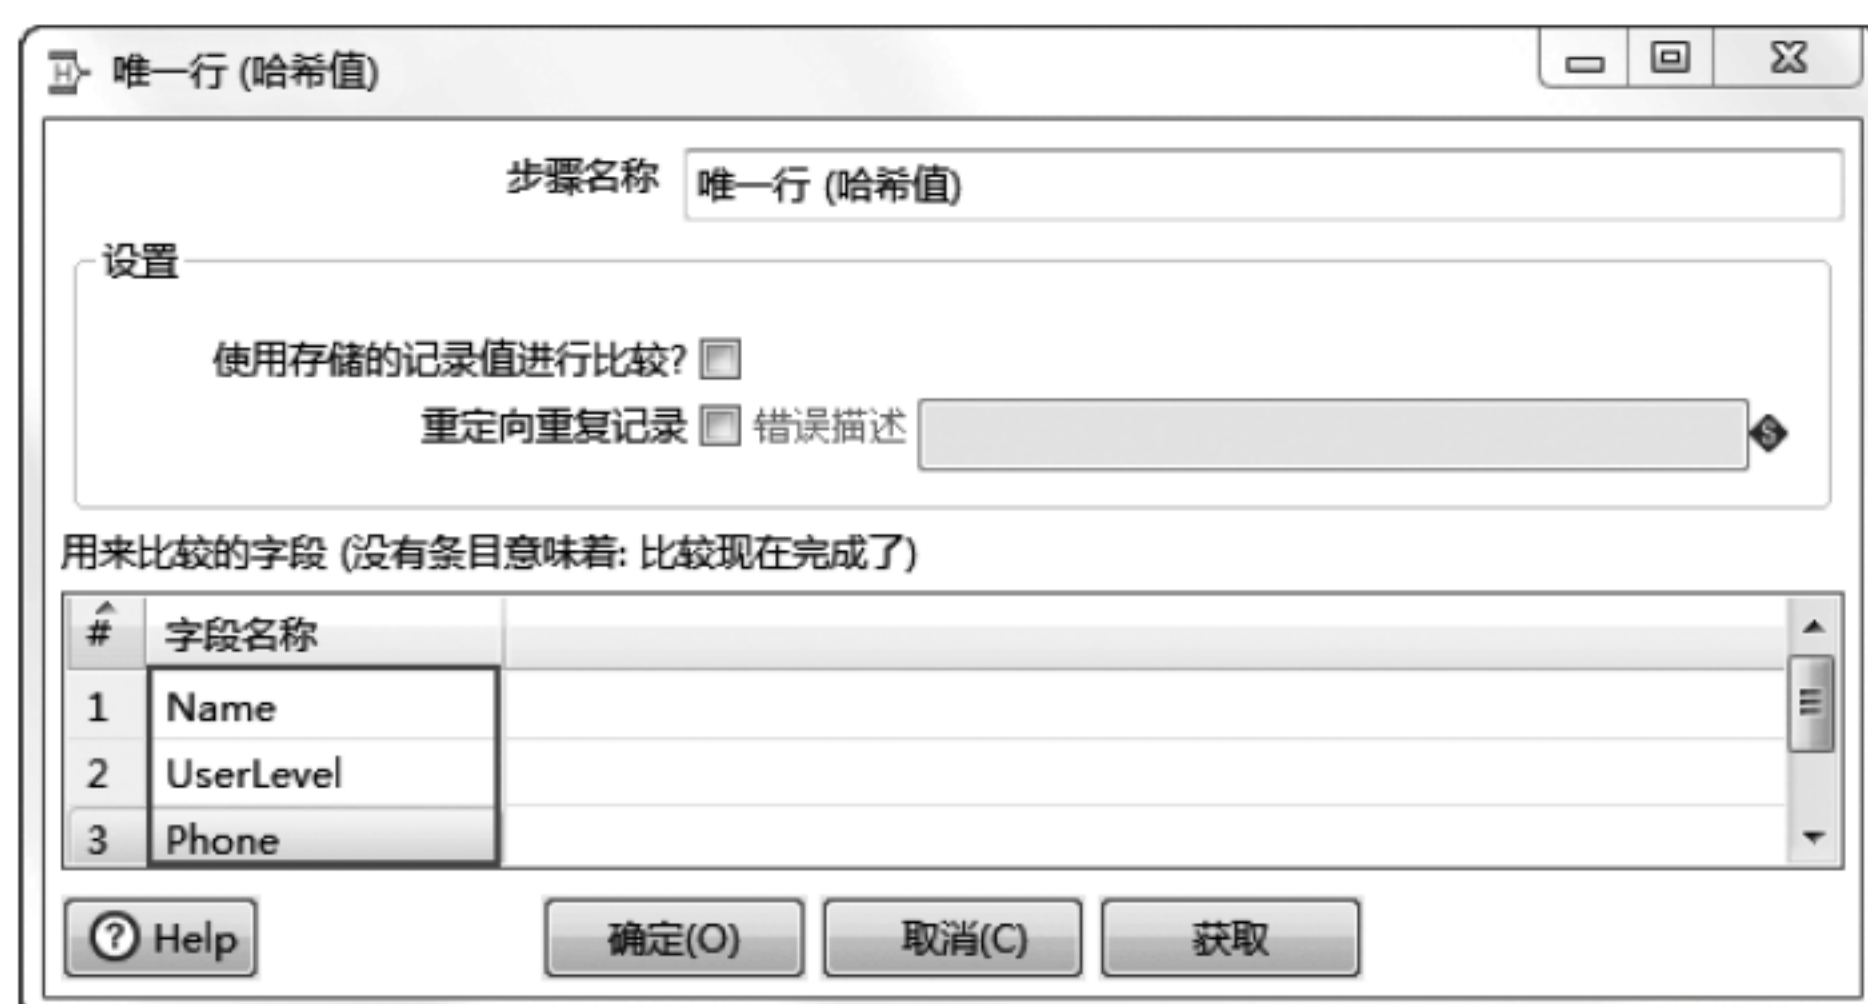 唯一行 (哈希值)
步骤名称 唯一行 (哈希值)
设置
使用存储的记录值进行比较?
重定向重复记录 错误描述
用来比较的字段 (没有条目意味着: 比较现在完成了)
# 字段名称
1 Name
2 UserLevel
3 Phone
Help 确定(O) 取消(C) 获取